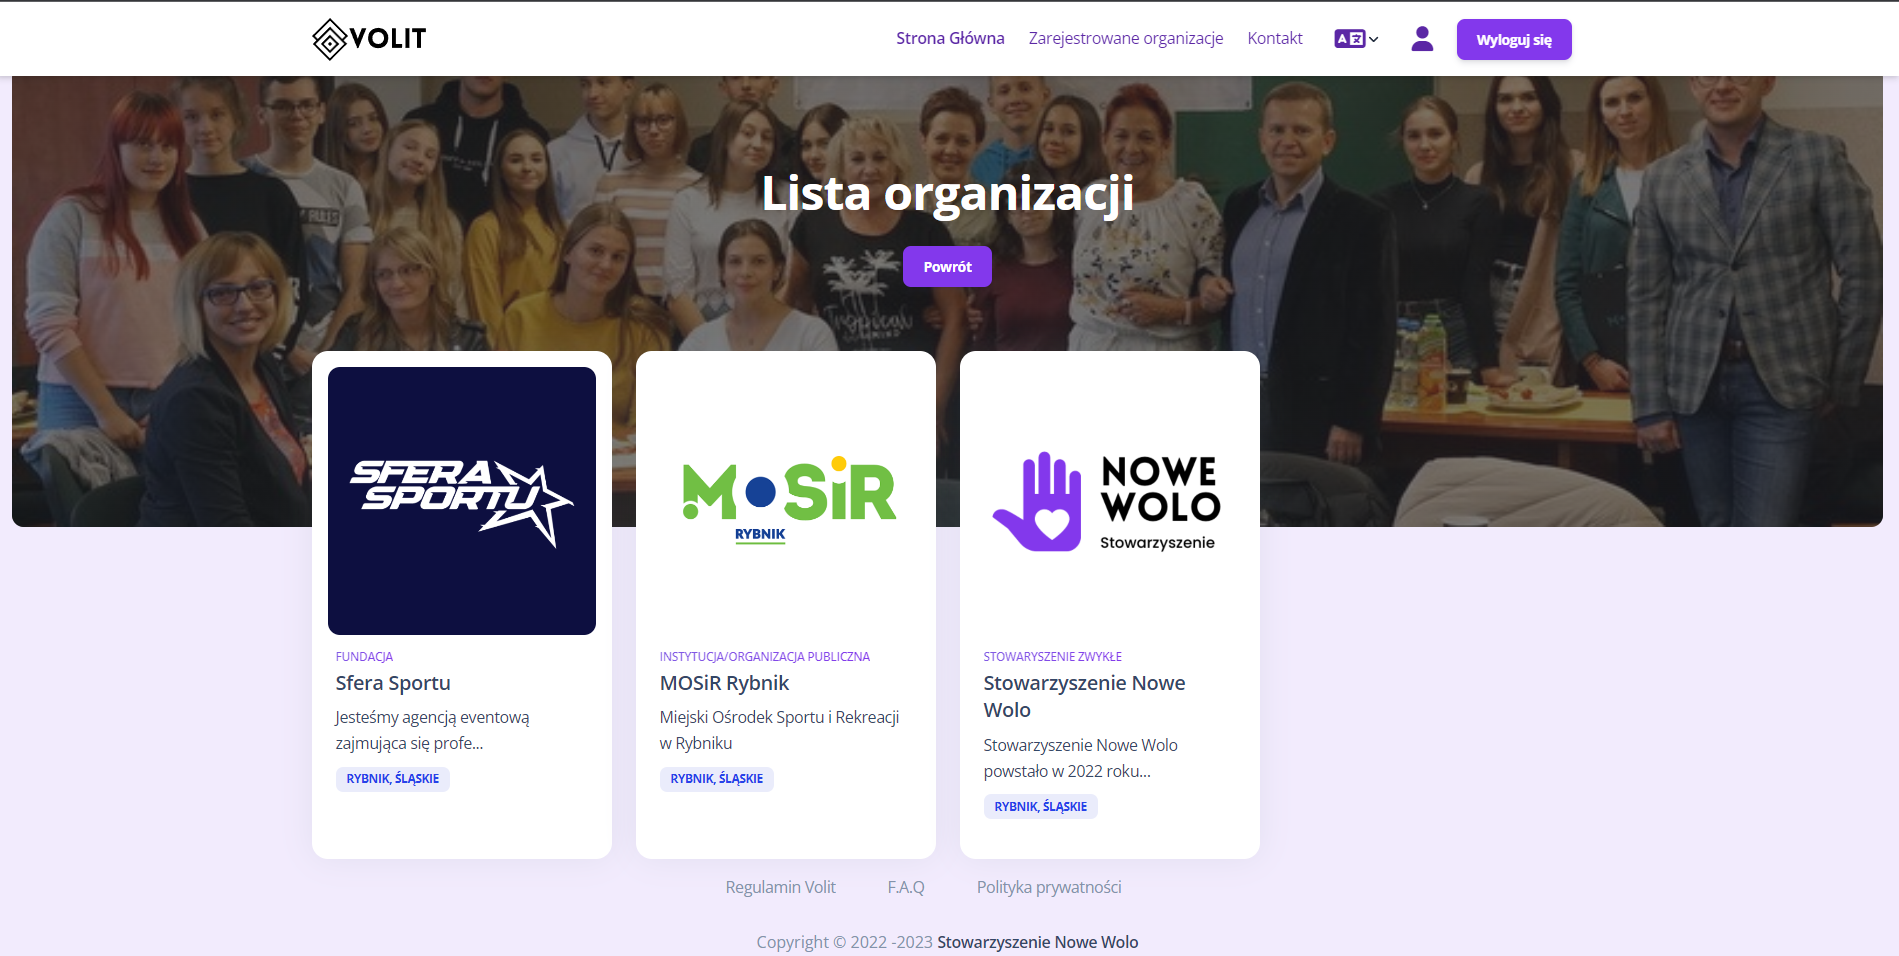 VOLIT
Strona Główna
Zarejestrowane organizacje
Kontakt
A
Wyloguj się
Lista organizacji
Powrót
Tropical
SFERA
SPORTU
FUNDACJA
Sfera Sportu
Jesteśmy agencją eventową
zajmująca się profe...
RYBNIK, ŚLĄSKIE
MOSiR
RYBNIK
INSTYTUCJA/ORGANIZACJA PUBLICZNA
MOSiR Rybnik
Miejski Ośrodek Sportu i Rekreacji
w Rybniku
RYBNIK, ŚLĄSKIE
NOWE
WOLO
Stowarzyszenie
STOWARYSZENIE ZWYKŁE
Stowarzyszenie Nowe
Wolo
Stowarzyszenie Nowe Wolo
powstało w 2022 roku...
RYBNIK, ŚLĄSKIE
Regulamin Volit
F.A.Q
Polityka prywatności
Copyright © 2022 -2023 Stowarzyszenie Nowe Wolo